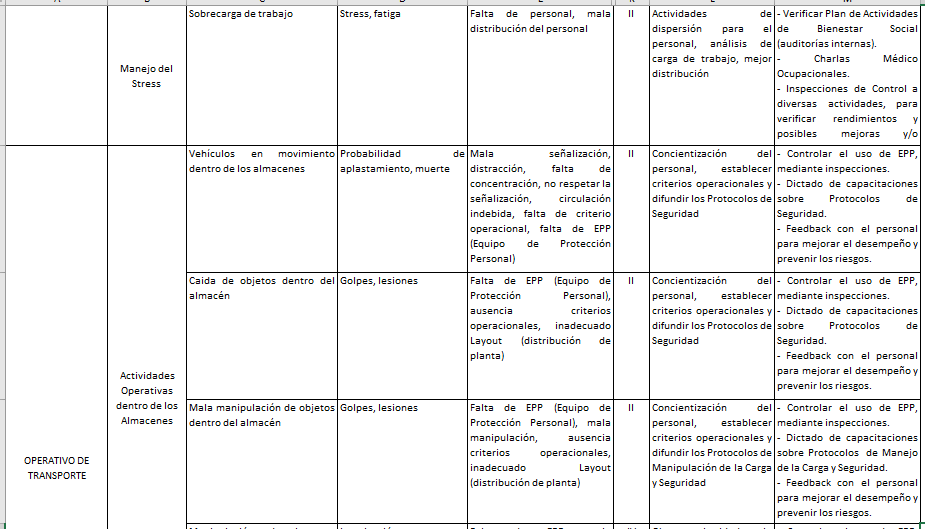 Manejo del
Stress
Sobrecarga de trabajo
Stress, fatiga
Falta de personal, mala
distribución del personal
II
Actividades de
dispersión para el
personal, análisis de
carga de trabajo, mejor
distribución
- Verificar Plan de Actividades
de Bienestar Social
(auditorías internas).
- Charlas Médico
Ocupacionales.
- Inspecciones de Control a
diversas actividades, para
verificar rendimientos y
posibles mejoras y/o
OPERATIVO DE
TRANSPORTE
Actividades
Operativas
dentro de los
Almacenes
Vehículos en movimiento
dentro de los almacenes
Probabilidad de
aplastamiento, muerte
Mala señalización,
distracción, falta de
concentración, no respetar la
señalización, circulación
indebida, falta de criterio
operacional, falta de EPP
(Equipo de Protección
Personal)
II
Concientización del
personal, establecer
criterios operacionales y
difundir los Protocolos de
Seguridad
- Controlar el uso de EPP,
mediante inspecciones.
- Dictado de capacitaciones
sobre Protocolos de
Seguridad.
- Feedback con el personal
para mejorar el desempeño y
prevenir los riesgos.
Caida de objetos dentro del
almacén
Golpes, lesiones
Falta de EPP (Equipo de
Protección Personal),
ausencia criterios
operacionales, inadecuado
Layout (distribución de
planta)
II
Concientización del
personal, establecer
criterios operacionales y
difundir los Protocolos de
Seguridad
- Controlar el uso de EPP,
mediante inspecciones.
- Dictado de capacitaciones
sobre Protocolos de
Seguridad.
- Feedback con el personal
para mejorar el desempeño y
prevenir los riesgos.
Mala manipulación de objetos
dentro del almacén
Golpes, lesiones
Falta de EPP (Equipo de
Protección Personal), mala
manipulación, ausencia
criterios operacionales,
inadecuado Layout
(distribución de planta)
II
Concientización del
personal, establecer
criterios operacionales y
difundir los Protocolos de
Manipulación de la Carga
y Seguridad
- Controlar el uso de EPP,
mediante inspecciones.
- Dictado de capacitaciones
sobre Protocolos de Manejo
de la Carga y Seguridad.
- Feedback con el personal
para mejorar el desempeño y
prevenir los riesgos.